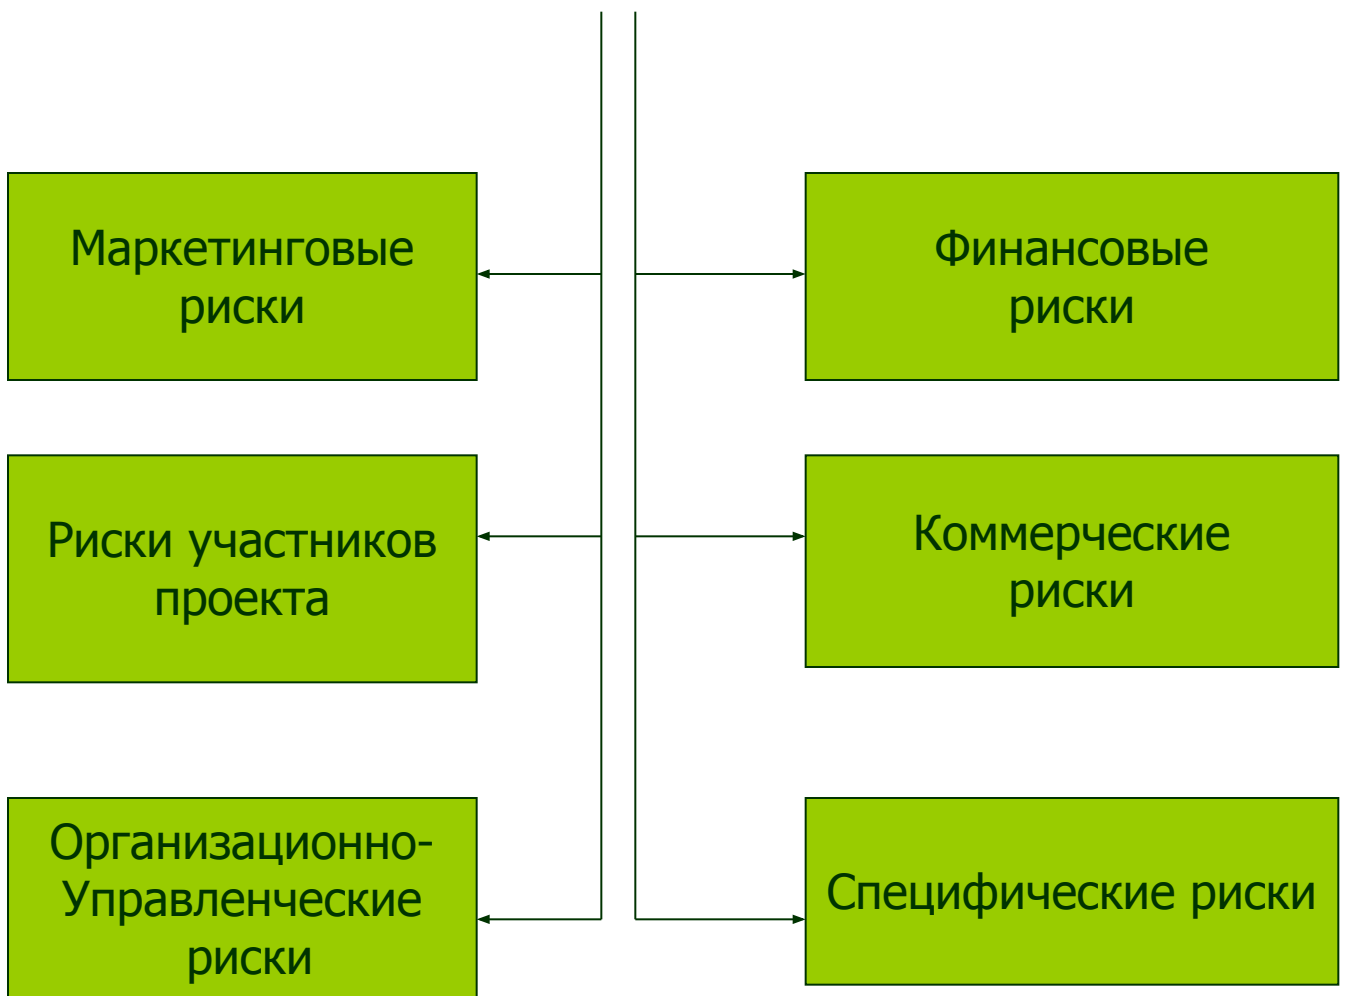 Маркетинговые
риски
Финансовые
риски
Риски участников
проекта
Коммерческие
риски
Организационно-
Управленческие
риски
Специфические риски